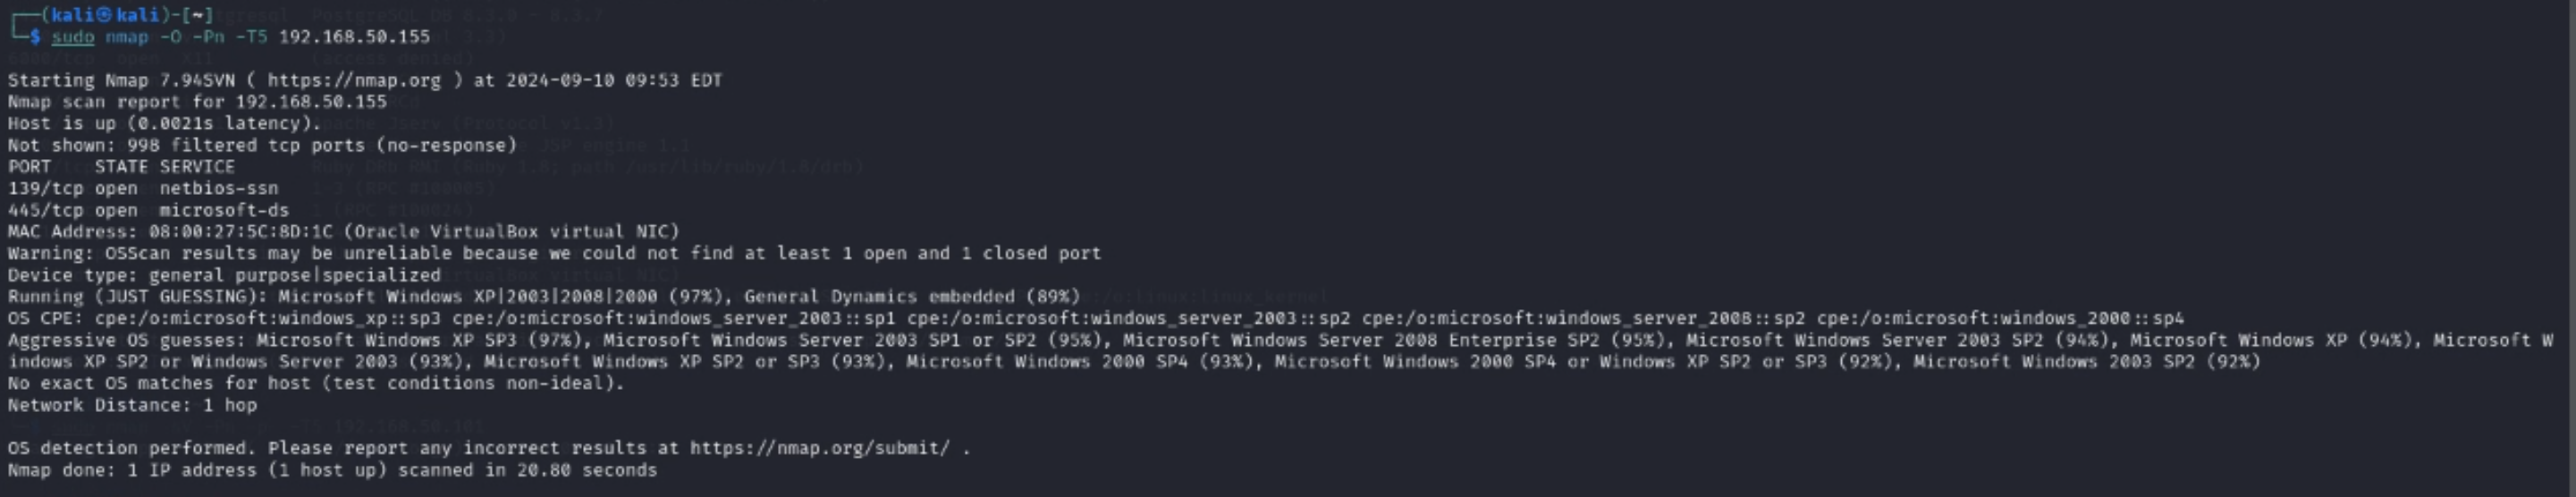 ┌──(kali㉿kali)-[~]
└─$ sudo nmap -O -Pn -T5 192.168.50.155
Starting Nmap 7.94SVN ( https://nmap.org ) at 2024-09-10 09:53 EDT
Nmap scan report for 192.168.50.155
Host is up (0.0021s latency).
Not shown: 998 filtered tcp ports (no-response)
PORT    STATE SERVICE
139/tcp open  netbios-ssn
445/tcp open  microsoft-ds
MAC Address: 08:00:27:5C:8D:1C (Oracle VirtualBox virtual NIC)
Warning: OSScan results may be unreliable because we could not find at least 1 open and 1 closed port
Device type: general purpose|specialized
Running (JUST GUESSING): Microsoft Windows XP|2003|2008|2000 (97%), General Dynamics embedded (89%)
OS CPE: cpe:/o:microsoft:windows_xp::sp3 cpe:/o:microsoft:windows_server_2003::sp1 cpe:/o:microsoft:windows_server_2003::sp2 cpe:/o:microsoft:windows_server_2008::sp2 cpe:/o:microsoft:windows_2000::sp4
Aggressive OS guesses: Microsoft Windows XP SP3 (97%), Microsoft Windows Server 2003 SP1 or SP2 (95%), Microsoft Windows Server 2008 Enterprise SP2 (95%), Microsoft Windows Server 2003 SP2 (94%), Microsoft Windows XP (94%), Microsoft W
indows XP SP2 or Windows Server 2003 (93%), Microsoft Windows XP SP2 or SP3 (93%), Microsoft Windows 2000 SP4 (93%), Microsoft Windows 2000 SP4 or Windows XP SP2 or SP3 (92%), Microsoft Windows 2003 SP2 (92%)
No exact OS matches for host (test conditions non-ideal).
Network Distance: 1 hop
OS detection performed. Please report any incorrect results at https://nmap.org/submit/ .
Nmap done: 1 IP address (1 host up) scanned in 20.80 seconds